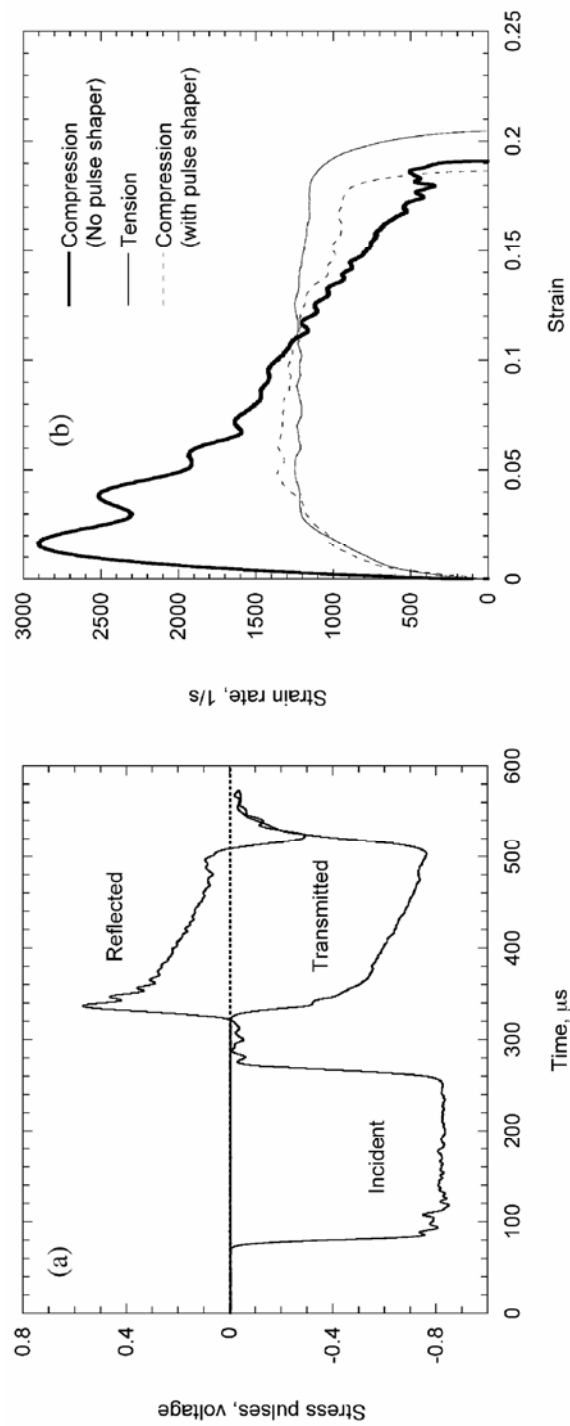 (a)
Stress pulses, voltage
0.8
0.4
0
-0.4
-0.8
Reflected
Transmitted
Incident
0 100 200 300 400 500 600
Time, μs
(b)
Compression
(No pulse shaper)
Tension
Compression
(with pulse shaper)
Strain rate, 1/s
3000
2500
2000
1500
1000
500
0
0 0.05 0.1 0.15 0.2 0.25
Strain